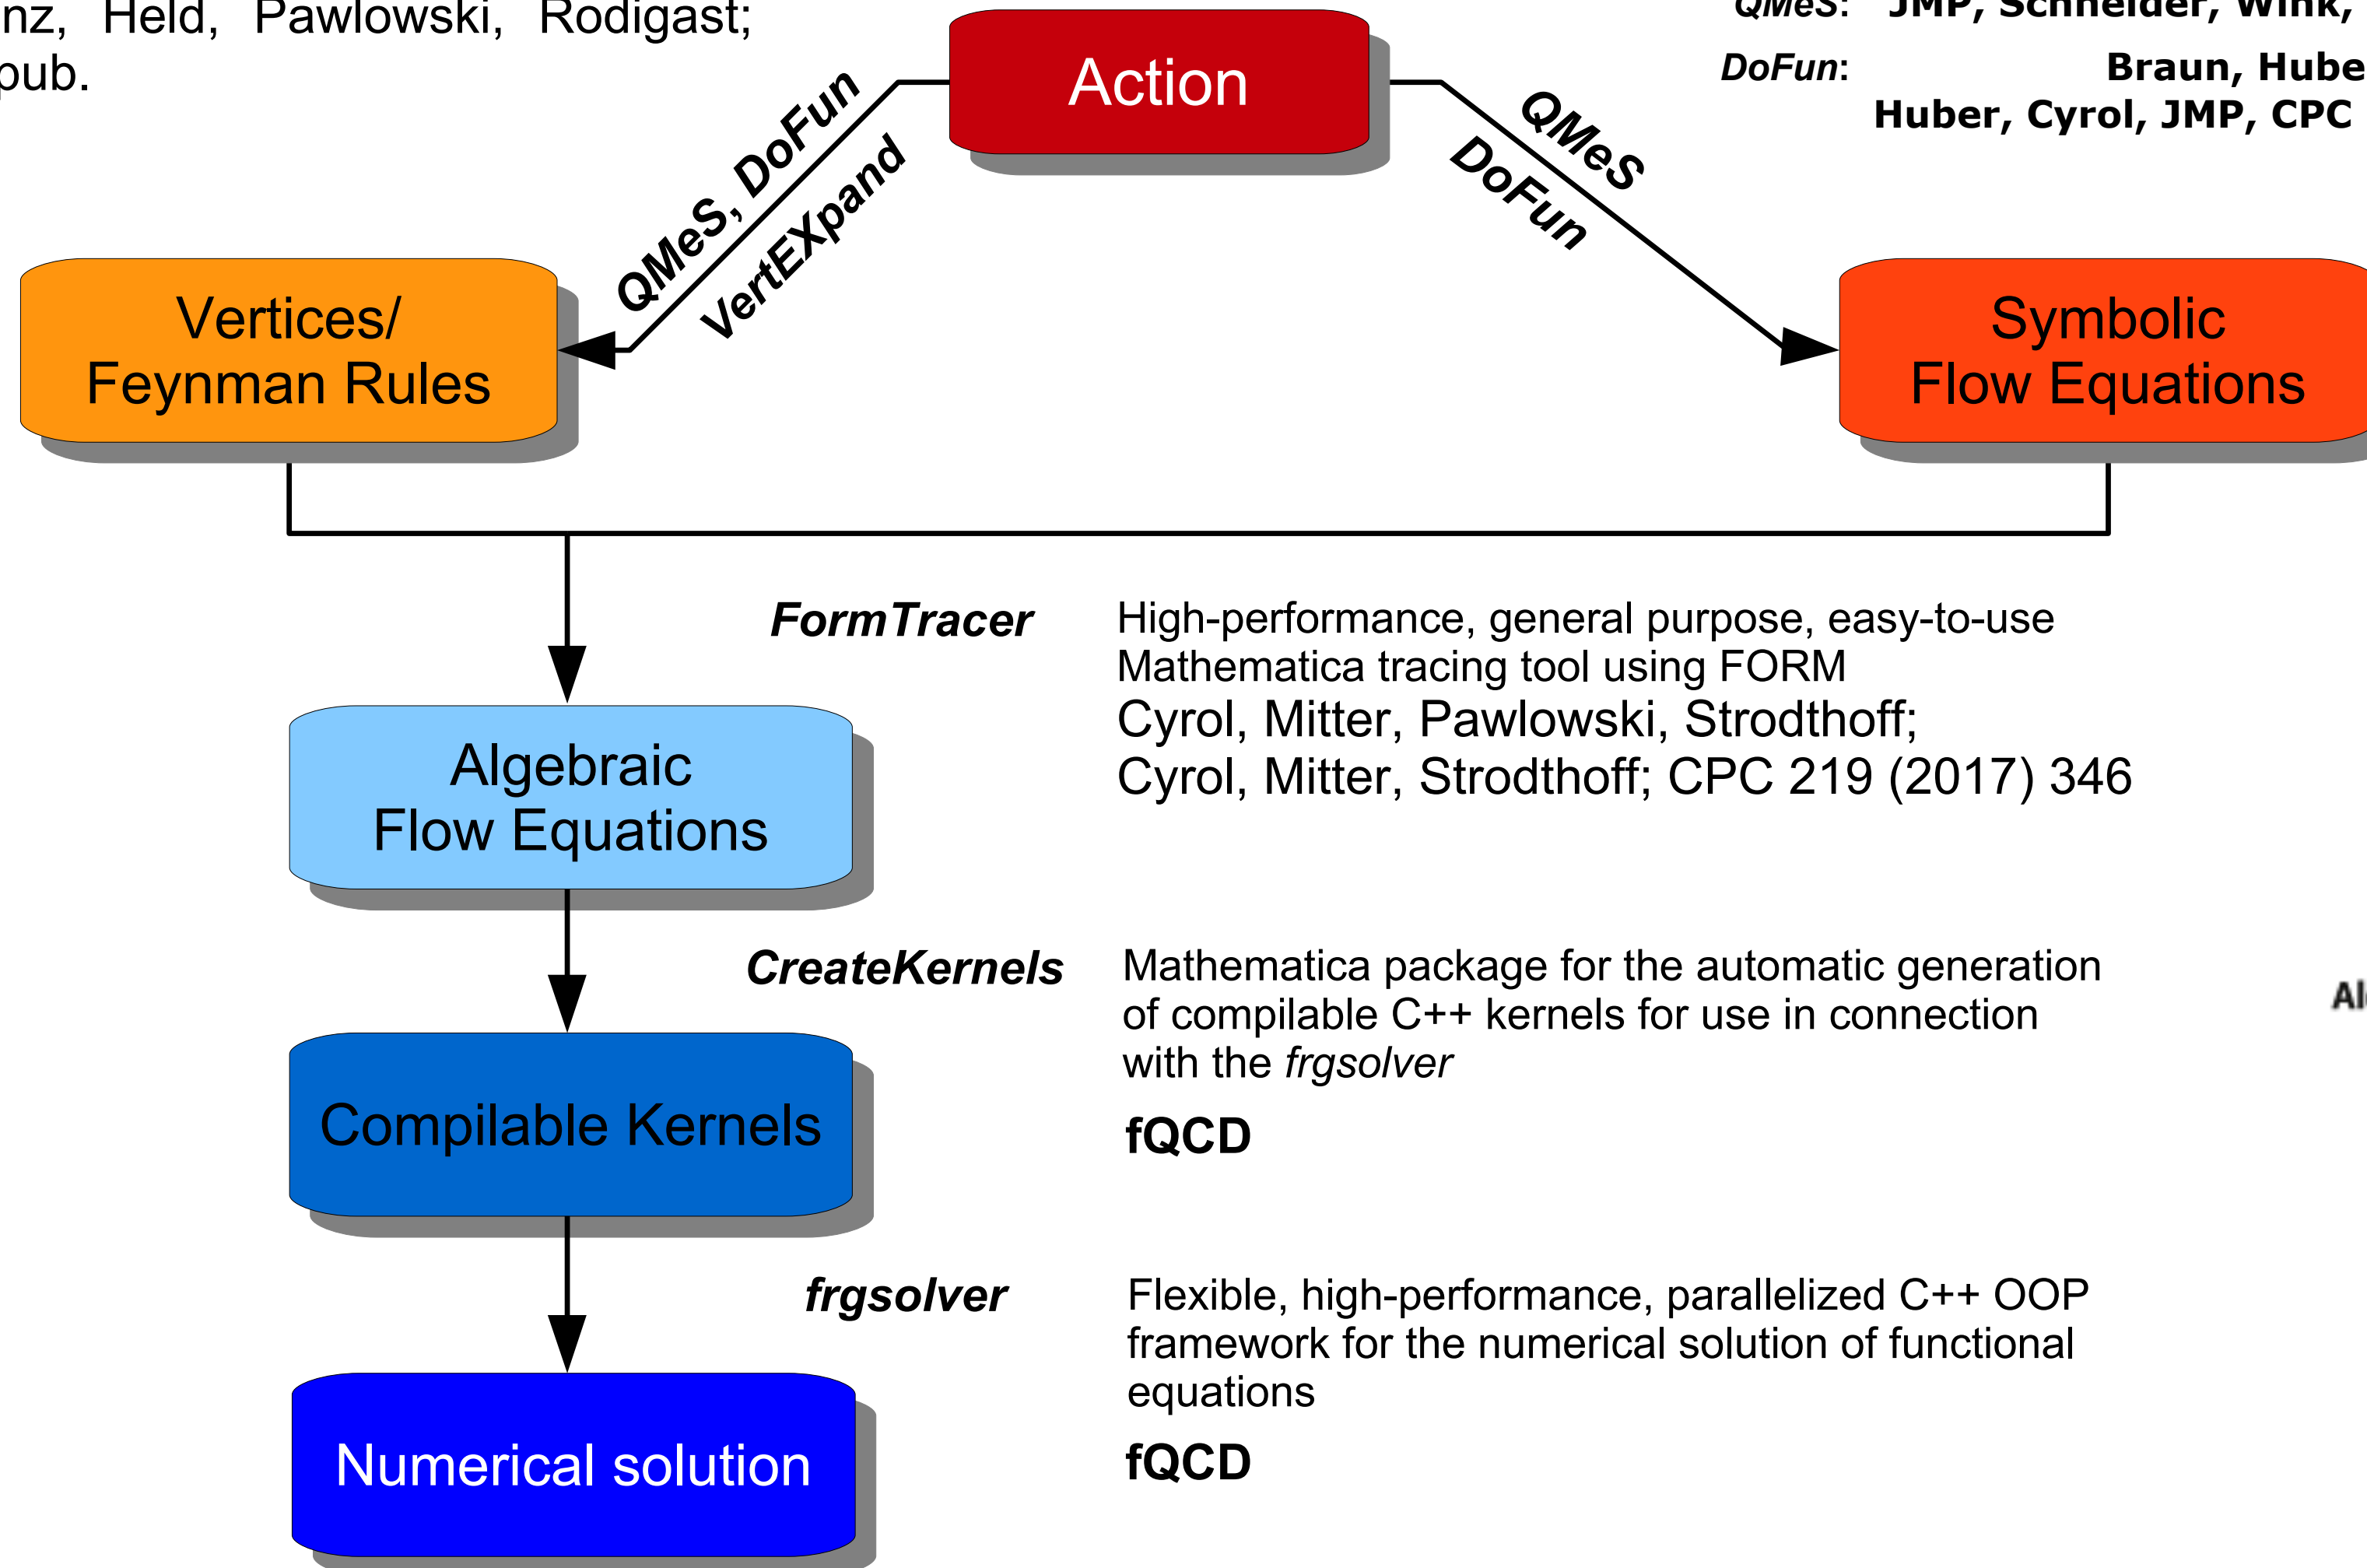 Held, Pawlowski, Rodigast;
Action
QMeS: JMP, Schneider, Wink,
DoFun: Braun,
Huber, Cyrol, JMP, CPC
QMeS, DoFun
VertEXpand
QMeS
DoFun
Vertices/
Feynman Rules
Symbolic
Flow Equations
FormTracer
High-performance, general purpose, easy-to-use
Mathematica tracing tool using FORM
Cyrol, Mitter, Pawlowski, Strodthoff;
Cyrol, Mitter, Strodthoff; CPC 219 (2017) 346
Algebraic
Flow Equations
CreateKernels
Mathematica package for the automatic generation
of compilable C++ kernels for use in connection
with the frgsolver
fQCD
Compilable Kernels
frgsolver
Flexible, high-performance, parallelized C++ OOP
framework for the numerical solution of functional
equations
fQCD
Numerical solution